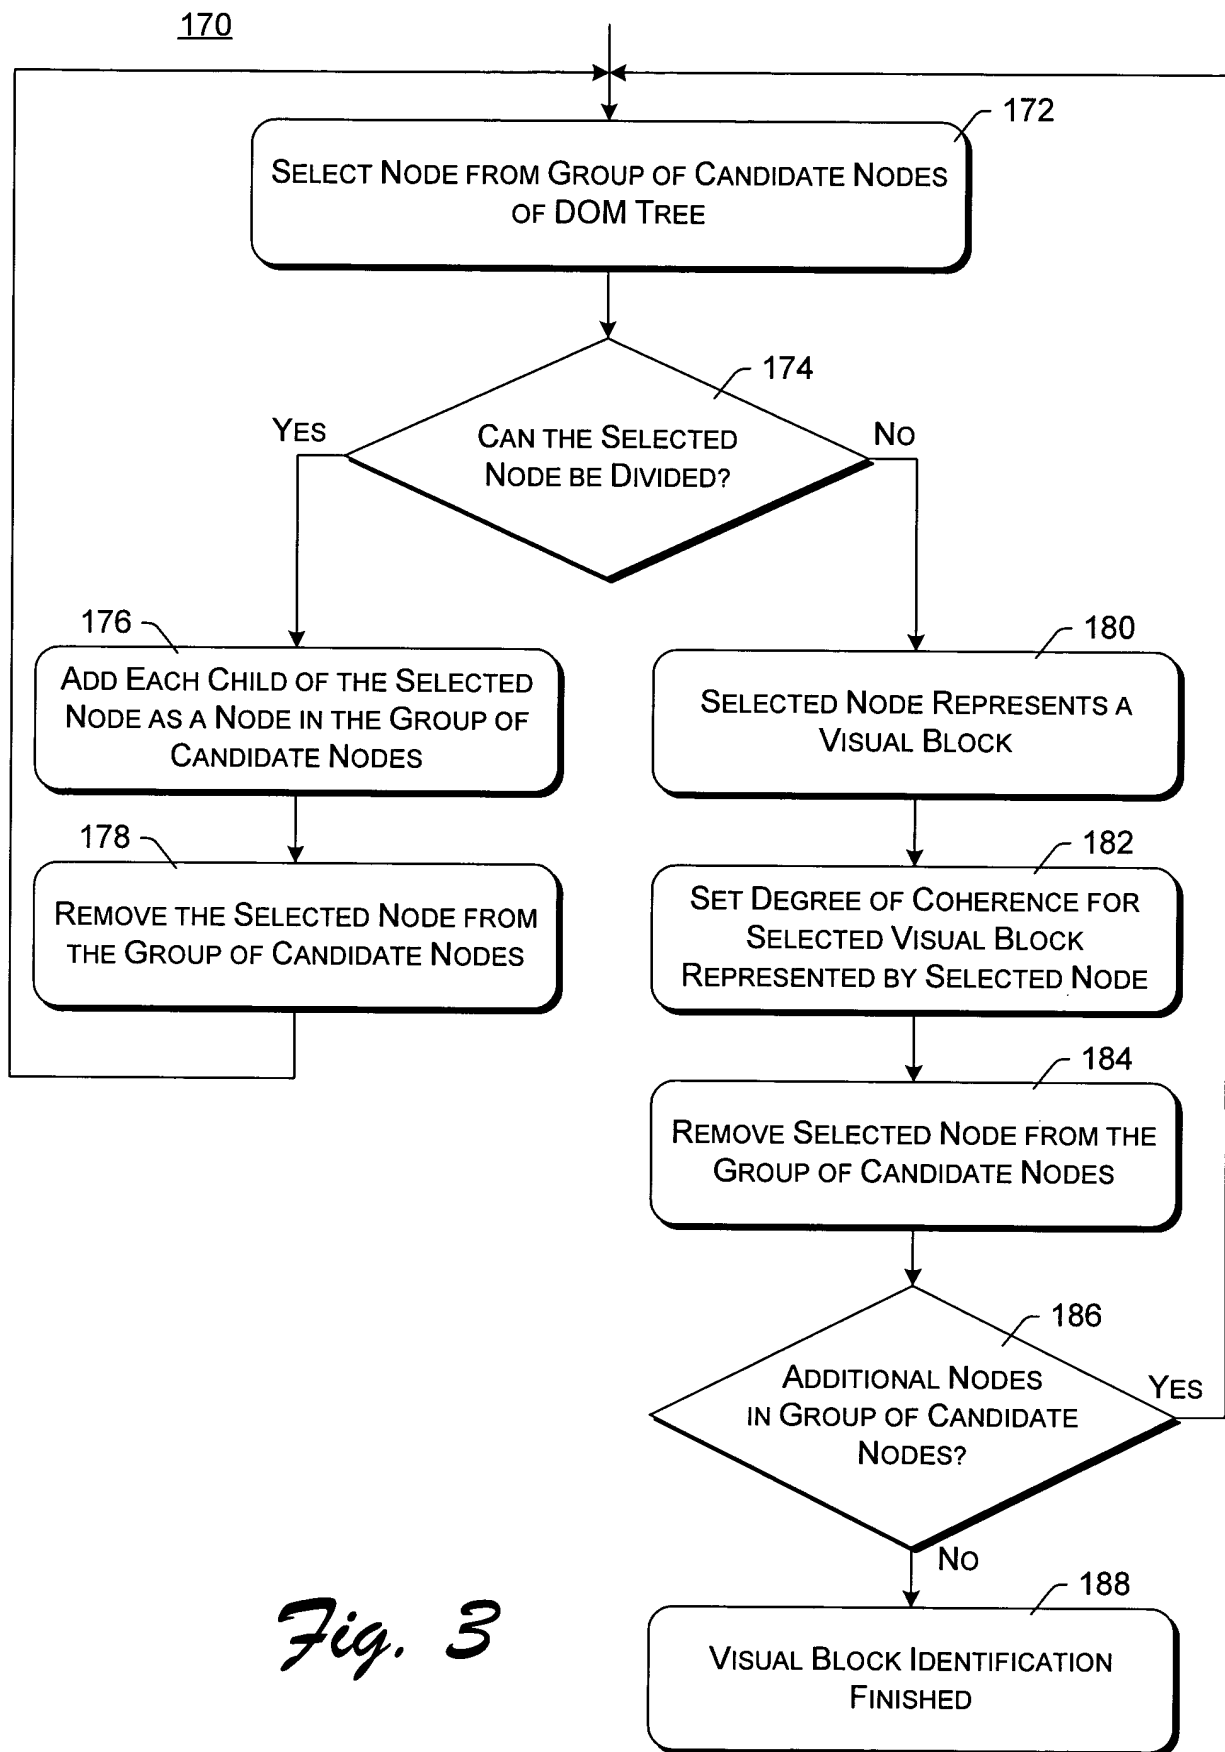 170
172
SELECT NODE FROM GROUP OF CANDIDATE NODES
OF DOM TREE
174
YES
CAN THE SELECTED
NODE BE DIVIDED?
NO
176
ADD EACH CHILD OF THE SELECTED
NODE AS A NODE IN THE GROUP OF
CANDIDATE NODES
178
REMOVE THE SELECTED NODE FROM
THE GROUP OF CANDIDATE NODES
180
SELECTED NODE REPRESENTS A
VISUAL BLOCK
182
SET DEGREE OF COHERENCE FOR
SELECTED VISUAL BLOCK
REPRESENTED BY SELECTED NODE
184
REMOVE SELECTED NODE FROM THE
GROUP OF CANDIDATE NODES
186
ADDITIONAL NODES
IN GROUP OF CANDIDATE
NODES?
YES
NO
188
VISUAL BLOCK IDENTIFICATION
FINISHED
Fig. 3